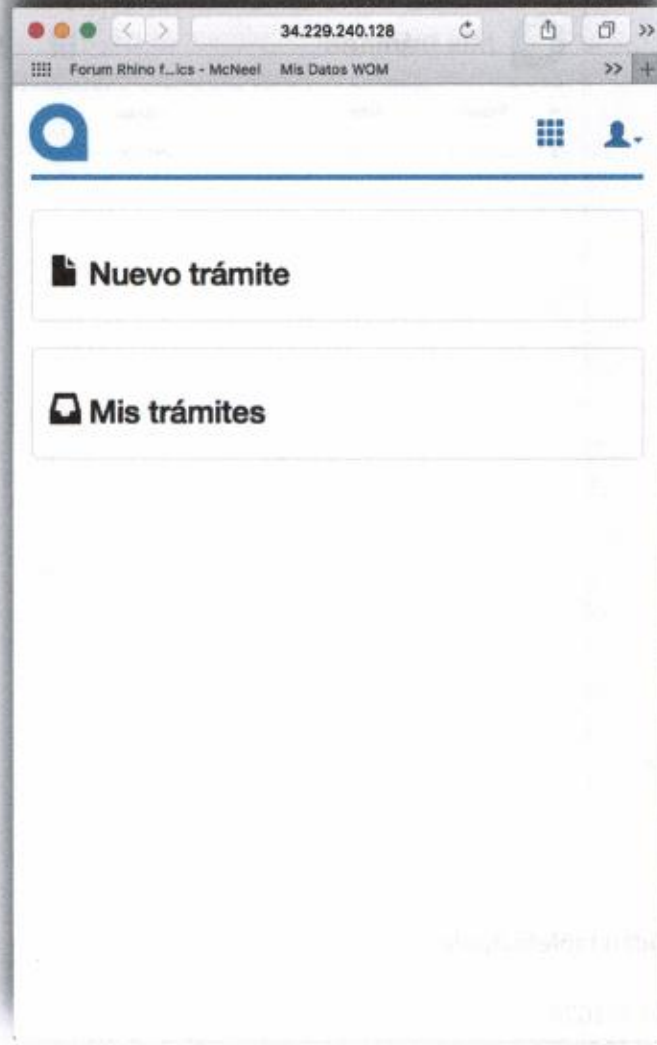 34.229.240.128
Forum Rhino f...ics - McNeel Mis Datos WOM
Nuevo trámite
Mis trámites